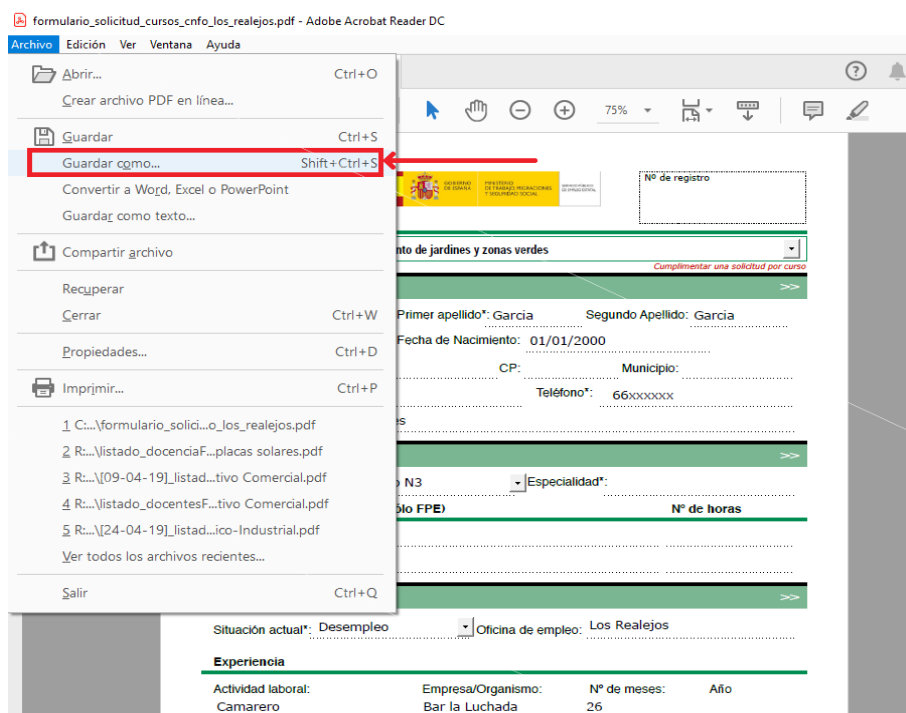 formulario_solicitud_cursos_cnfo_los_realejos.pdf - Adobe Acrobat Reader DC
Archivo Edición Ver Ventana Ayuda
Abrir... Ctrl+O
Crear archivo PDF en línea...
75%
Guardar Ctrl+S
Guardar como... Shift+Ctrl+S
Convertir a Word, Excel o PowerPoint
Guardar como texto...
GOBIERNO DE ESPAÑA
MINISTERIO DE TRABAJO, MIGRACIONES Y SEGURIDAD SOCIAL
Nº de registro
Compartir archivo
nto de jardines y zonas verdes
Cumplimentar una solicitud por curso
Recuperar
>>
Cerrar Ctrl+W
Primer apellido*: Garcia Segundo Apellido: Garcia
Fecha de Nacimiento: 01/01/2000
Propiedades... Ctrl+D
CP: Municipio:
Imprimir... Ctrl+P
Teléfono*: 66xxxxxx
1 C:...\formulario_solici...o_los_realejos.pdf
es
2 R:...\listado_docenciaF...placas solares.pdf
>>
3 R:...\[09-04-19]_listad...tivo Comercial.pdf
o N3 Especialidad*:
4 R:...\listado_docentesF...tivo Comercial.pdf
ólo FPE) Nº de horas
5 R:...\[24-04-19]_listad...ico-Industrial.pdf
Ver todos los archivos recientes...
Salir Ctrl+Q
>>
Situación actual*: Desempleo Oficina de empleo: Los Realejos
Experiencia
Actividad laboral: Empresa/Organismo: Nº de meses: Año
Camarero Bar la Luchada 26